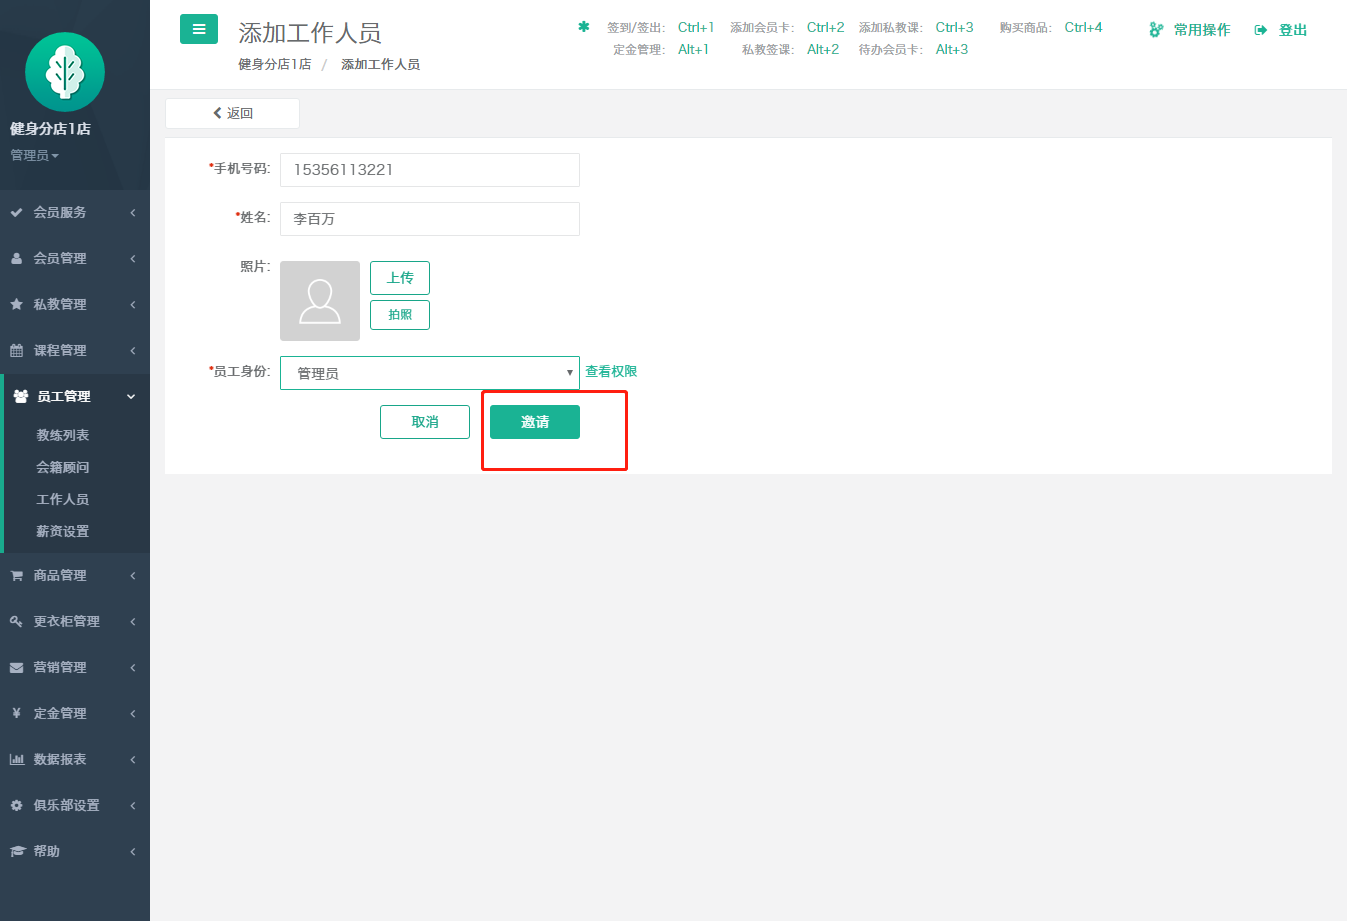 健身分店1店
管理员
会员服务
会员管理
私教管理
课程管理
员工管理
教练列表
会籍顾问
工作人员
薪资设置
商品管理
更衣柜管理
营销管理
定金管理
数据报表
俱乐部设置
帮助
添加工作人员
健身分店1店 / 添加工作人员
签到/签出: Ctrl+1 添加会员卡: Ctrl+2 添加私教课: Ctrl+3 购买商品: Ctrl+4
定金管理: Alt+1 私教签课: Alt+2 待办会员卡: Alt+3
常用操作 登出
返回
*手机号码: 15356113221
*姓名: 李百万
照片: 上传
拍照
*员工身份: 管理员 查看权限
取消 邀请